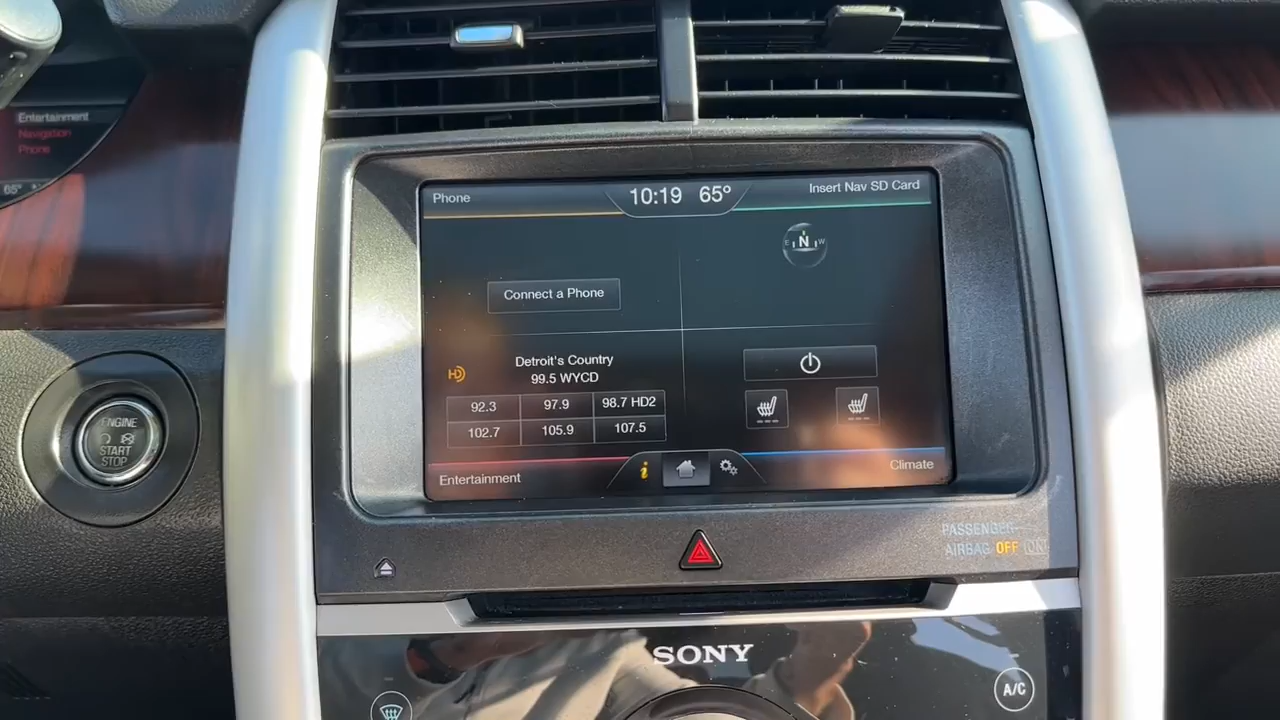 Entertainment
Navigation
Phone
65°
ENGINE
START
STOP
Phone
10:19 65°
Insert Nav SD Card
E N W
Connect a Phone
HD
Detroit's Country
99.5 WYCD
92.3 97.9 98.7 HD2
102.7 105.9 107.5
Entertainment
i
Climate
PASSENGER
AIRBAG OFF ON
SONY
A/C